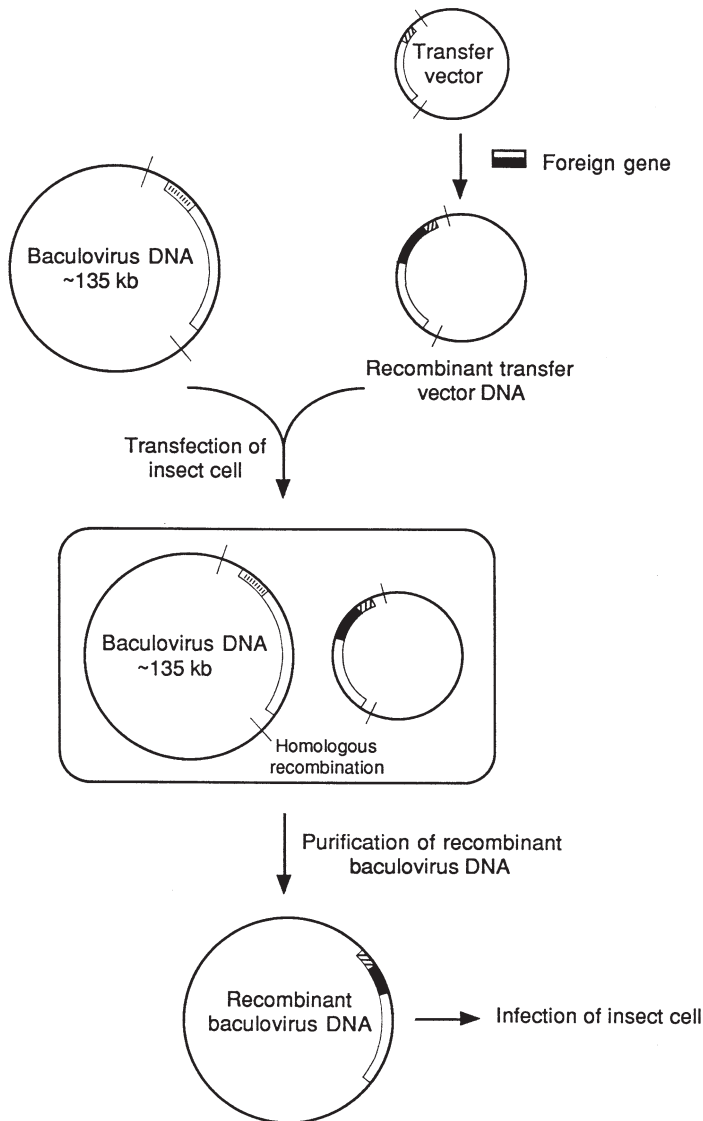 Transfer
vector
Foreign gene
Baculovirus DNA
~135 kb
Recombinant transfer
vector DNA
Transfection of
insect cell
Baculovirus DNA
~135 kb
Homologous
recombination
Purification of recombinant
baculovirus DNA
Recombinant
baculovirus DNA
Infection of insect cell